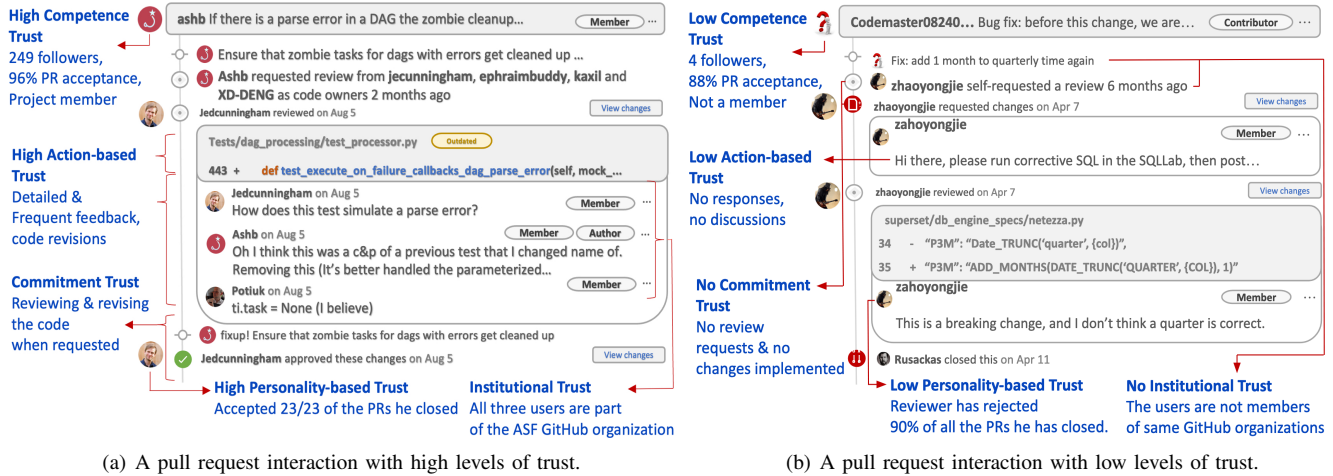 High Competence
Trust
249 followers,
96% PR acceptance,
Project member
ashb If there is a parse error in a DAG the zombie cleanup...
Member ...
Ensure that zombie tasks for dags with errors get cleaned up ...
Ashb requested review from jecunningham, ephraimbuddy, kaxil and
XD-DENG as code owners 2 months ago
Jedcunningham reviewed on Aug 5
View changes
High Action-based
Trust
Detailed &
Frequent feedback,
code revisions
Tests/dag_processing/test_processor.py
Outdated
443 + def test_execute_on_failure_callbacks_dag_parse_error(self, mock_...
Jedcunningham on Aug 5
Member ...
How does this test simulate a parse error?
Ashb on Aug 5
Member Author ...
Oh I think this was a c&p of a previous test that I changed name of.
Removing this (It's better handled the parameterized...
Potiuk on Aug 5
Member ...
ti.task = None (I believe)
Commitment Trust
Reviewing & revising
the code
when requested
fixup! Ensure that zombie tasks for dags with errors get cleaned up
Jedcunningham approved these changes on Aug 5
View changes
High Personality-based Trust
Accepted 23/23 of the PRs he closed
Institutional Trust
All three users are part
of the ASF GitHub organization
(a) A pull request interaction with high levels of trust.
Low Competence
Trust
4 followers,
88% PR acceptance,
Not a member
Codemaster08240... Bug fix: before this change, we are...
Contributor ...
Fix: add 1 month to quarterly time again
zhaoyongjie self-requested a review 6 months ago
zhaoyongjie requested changes on Apr 7
View changes
zahoyongjie
Member ...
Hi there, please run corrective SQL in the SQLLab, then post...
Low Action-based
Trust
No responses,
no discussions
zhaoyongjie reviewed on Apr 7
View changes
superset/db_engine_specs/netezza.py
34 - "P3M": "Date_TRUNC('quarter', {col})",
35 + "P3M": "ADD_MONTHS(DATE_TRUNC('QUARTER', {COL}), 1)"
zahoyongjie
Member ...
This is a breaking change, and I don't think a quarter is correct.
No Commitment
Trust
No review
requests & no
changes implemented
Rusackas closed this on Apr 11
Low Personality-based Trust
Reviewer has rejected
90% of all the PRs he has closed.
No Institutional Trust
The users are not members
of same GitHub organizations
(b) A pull request interaction with low levels of trust.